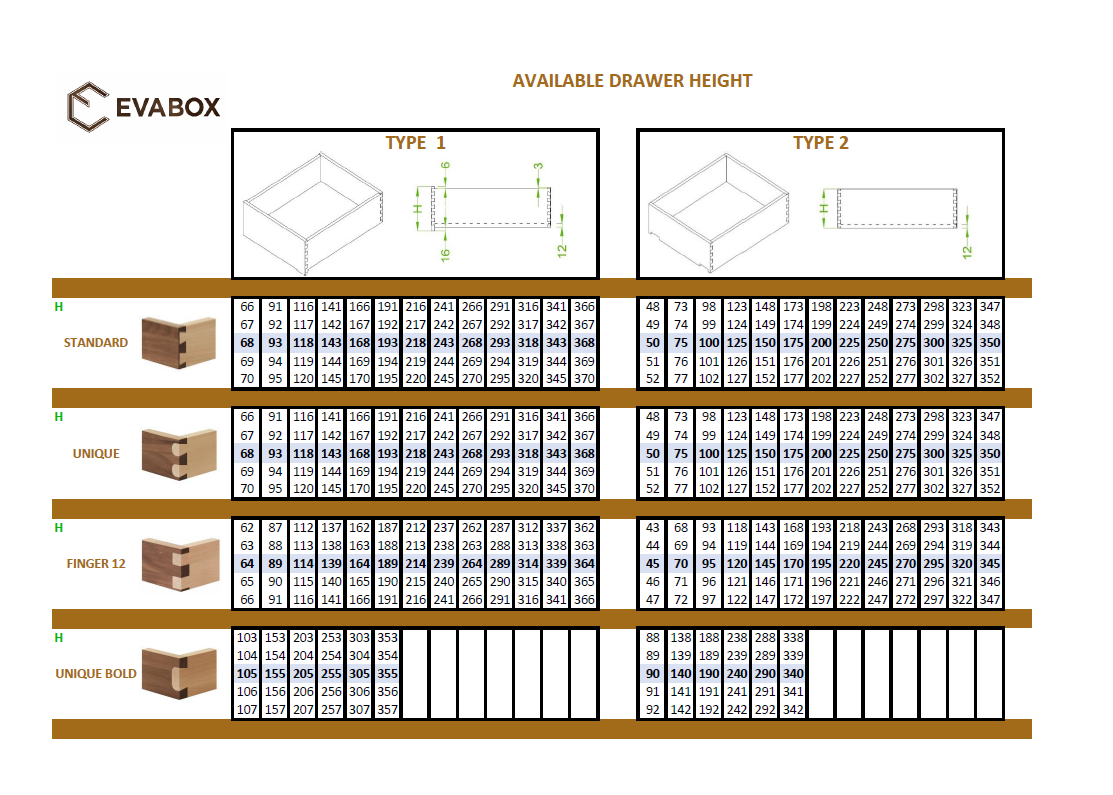 AVAILABLE DRAWER HEIGHT
EVABOX
TYPE 1
TYPE 2
6
3
H
16
12
H
12
H
66 91 116 141 166 191 216 241 266 291 316 341 366 48 73 98 123 148 173 198 223 248 273 298 323 347
67 92 117 142 167 192 217 242 267 292 317 342 367 49 74 99 124 149 174 199 224 249 274 299 324 348
STANDARD 68 93 118 143 168 193 218 243 268 293 318 343 368 50 75 100 125 150 175 200 225 250 275 300 325 350
69 94 119 144 169 194 219 244 269 294 319 344 369 51 76 101 126 151 176 201 226 251 276 301 326 351
70 95 120 145 170 195 220 245 270 295 320 345 370 52 77 102 127 152 177 202 227 252 277 302 327 352
H
66 91 116 141 166 191 216 241 266 291 316 341 366 48 73 98 123 148 173 198 223 248 273 298 323 347
67 92 117 142 167 192 217 242 267 292 317 342 367 49 74 99 124 149 174 199 224 249 274 299 324 348
UNIQUE 68 93 118 143 168 193 218 243 268 293 318 343 368 50 75 100 125 150 175 200 225 250 275 300 325 350
69 94 119 144 169 194 219 244 269 294 319 344 369 51 76 101 126 151 176 201 226 251 276 301 326 351
70 95 120 145 170 195 220 245 270 295 320 345 370 52 77 102 127 152 177 202 227 252 277 302 327 352
H
62 87 112 137 162 187 212 237 262 287 312 337 362 43 68 93 118 143 168 193 218 243 268 293 318 343
63 88 113 138 163 188 213 238 263 288 313 338 363 44 69 94 119 144 169 194 219 244 269 294 319 344
FINGER 12 64 89 114 139 164 189 214 239 264 289 314 339 364 45 70 95 120 145 170 195 220 245 270 295 320 345
65 90 115 140 165 190 215 240 265 290 315 340 365 46 71 96 121 146 171 196 221 246 271 296 321 346
66 91 116 141 166 191 216 241 266 291 316 341 366 47 72 97 122 147 172 197 222 247 272 297 322 347
H
103 153 203 253 303 353 88 138 188 238 288 338
104 154 204 254 304 354 89 139 189 239 289 339
UNIQUE BOLD 105 155 205 255 305 355 90 140 190 240 290 340
106 156 206 256 306 356 91 141 191 241 291 341
107 157 207 257 307 357 92 142 192 242 292 342